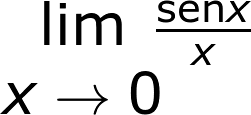 lim senx/x
x → 0